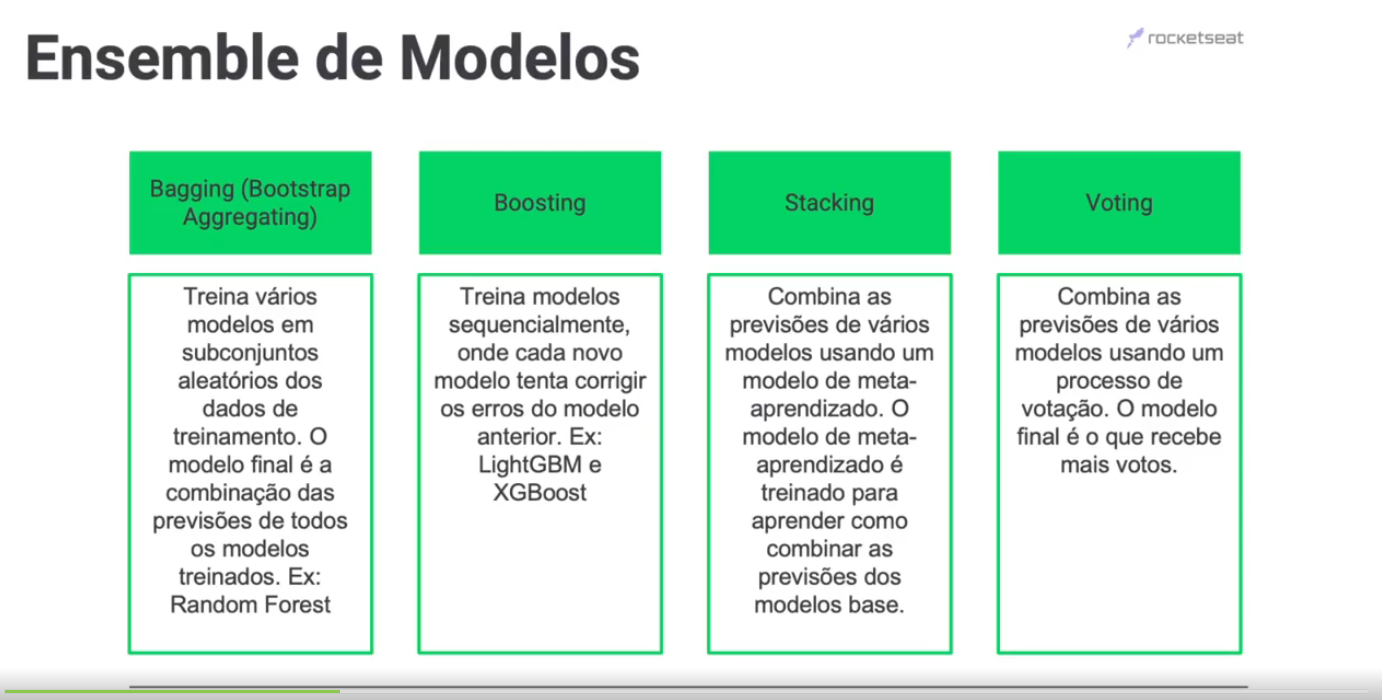 Ensemble de Modelos
rocketseat
Bagging (Bootstrap
Aggregating)
Treina vários
modelos em
subconjuntos
aleatórios dos
dados de
treinamento. O
modelo final é a
combinação das
previsões de todos
os modelos
treinados. Ex:
Random Forest
Boosting
Treina modelos
sequencialmente,
onde cada novo
modelo tenta corrigir
os erros do modelo
anterior. Ex:
LightGBM e
XGBoost
Stacking
Combina as
previsões de vários
modelos usando um
modelo de meta-
aprendizado. O
modelo de meta-
aprendizado é
treinado para
aprender como
combinar as
previsões dos
modelos base.
Voting
Combina as
previsões de vários
modelos usando um
processo de
votação. O modelo
final é o que recebe
mais votos.